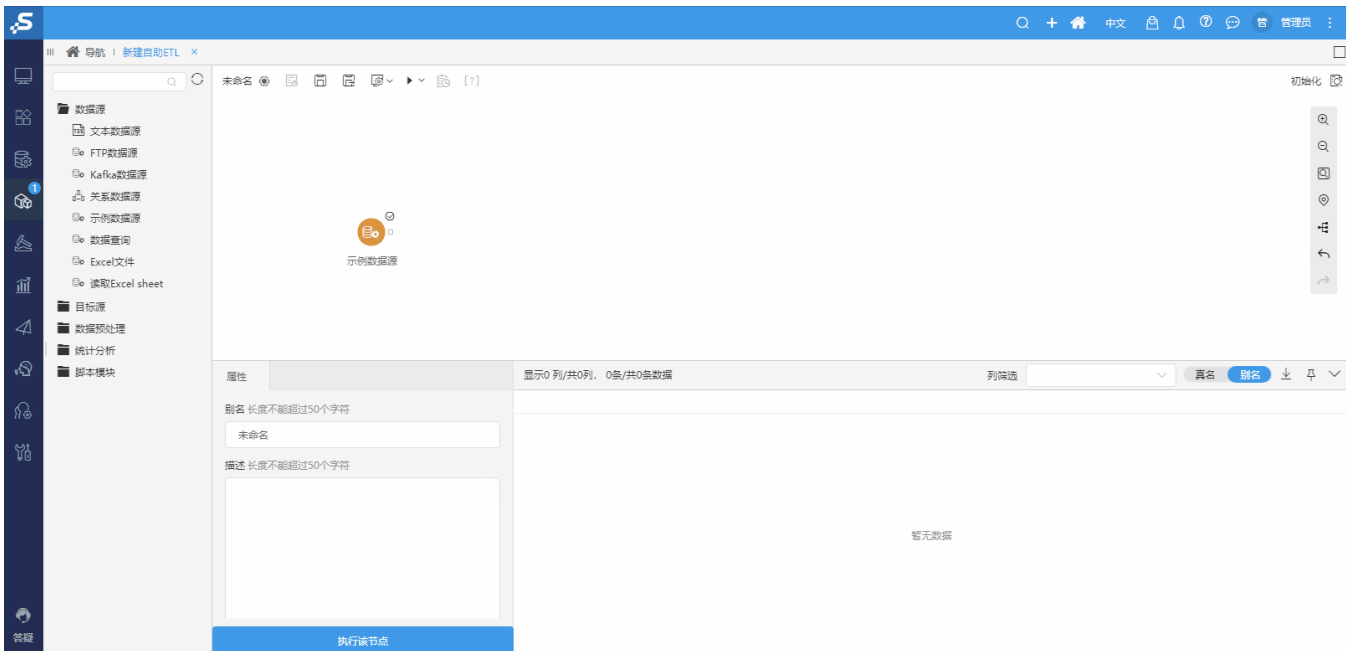 S
中文
管 管理员
导航 新建自助ETL ×
1
未命名
[?]
初始化
数据源
文本数据源
FTP数据源
Kafka数据源
关系数据源
示例数据源
数据查询
Excel文件
读取Excel sheet
目标源
数据预处理
统计分析
脚本模块
示例数据源
属性
显示0 列/共0列， 0条/共0条数据
列筛选
真名 别名
别名 长度不能超过50个字符
未命名
描述 长度不能超过50个字符
暂无数据
执行该节点
答疑